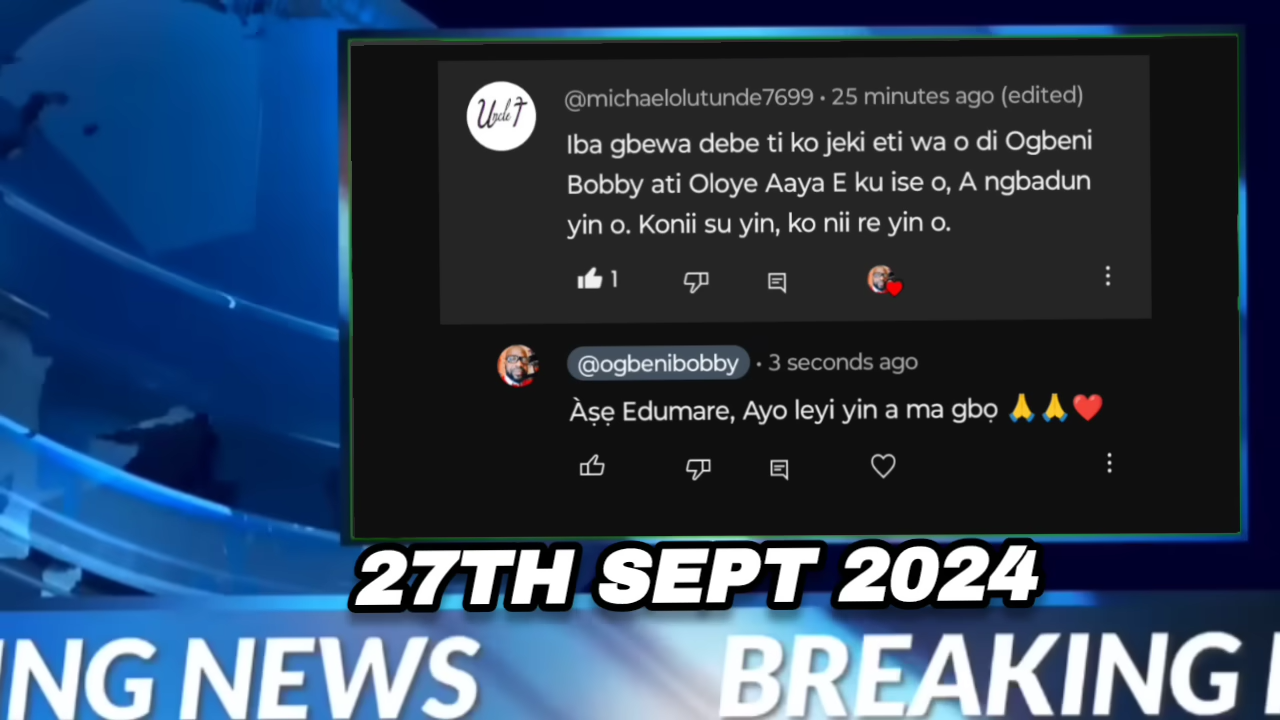 Uncle T
@michaelolutunde7699 • 25 minutes ago (edited)
Iba gbewa debe ti ko jeki eti wa o di Ogbeni
Bobby ati Oloye Aaya E ku ise o, A ngbadun
yin o. Konii su yin, ko nii re yin o.
1
@ogbenibobby • 3 seconds ago
Àṣẹ Edumare, Ayo leyi yin a ma gbọ 🙏🙏❤️
27TH SEPT 2024
ING NEWS BREAKING